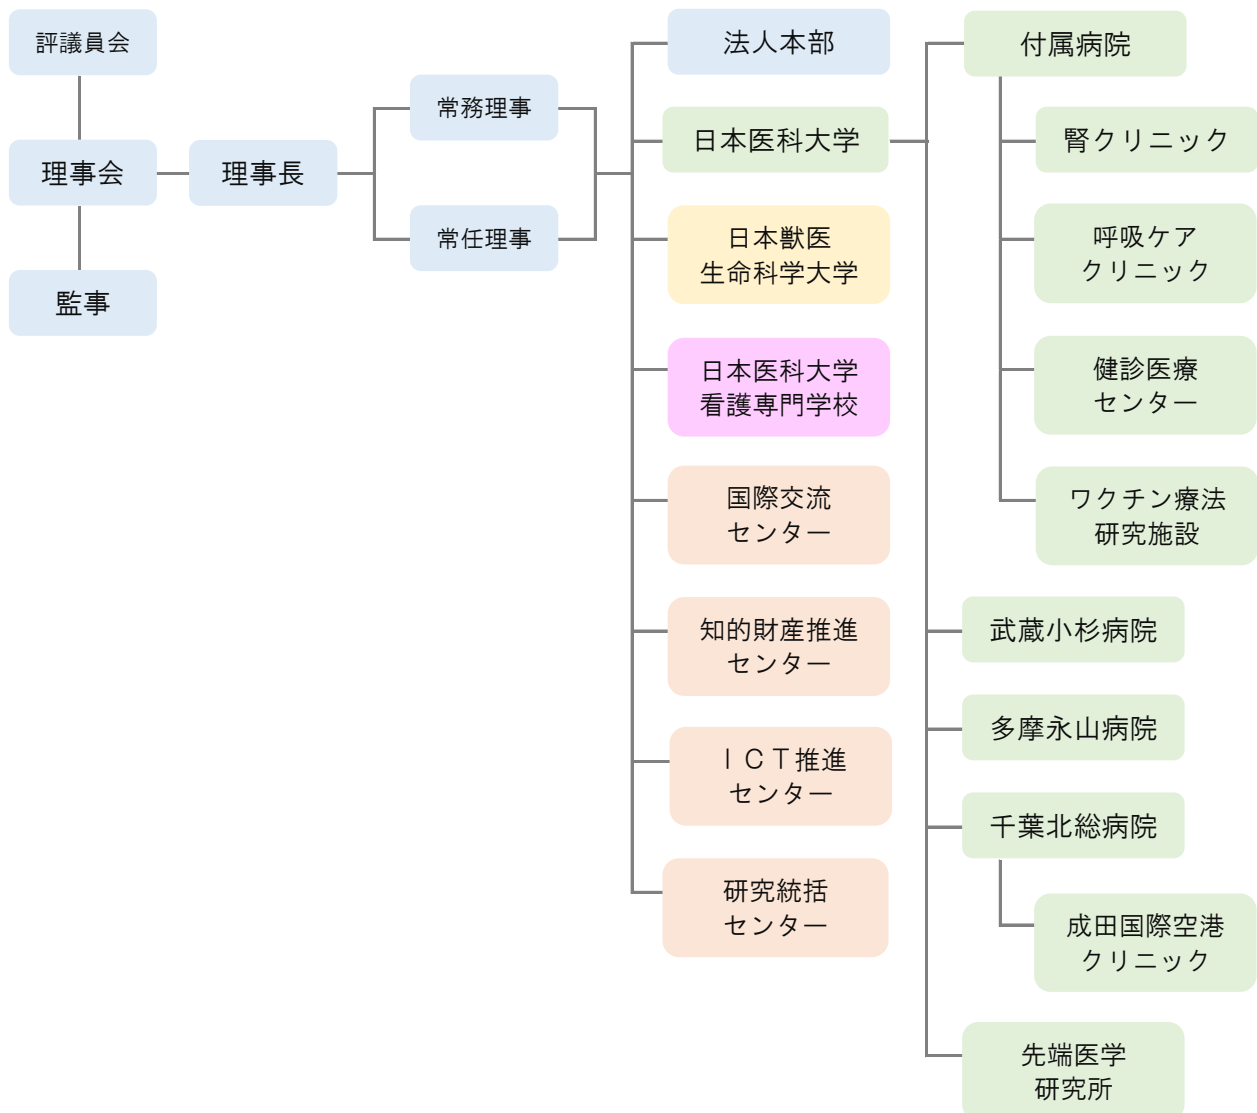 評議員会
理事会
監事
理事長
常務理事
常任理事
法人本部
日本医科大学
日本獣医
生命科学大学
日本医科大学
看護専門学校
国際交流
センター
知的財産推進
センター
ＩＣＴ推進
センター
研究統括
センター
付属病院
腎クリニック
呼吸ケア
クリニック
健診医療
センター
ワクチン療法
研究施設
武蔵小杉病院
多摩永山病院
千葉北総病院
成田国際空港
クリニック
先端医学
研究所